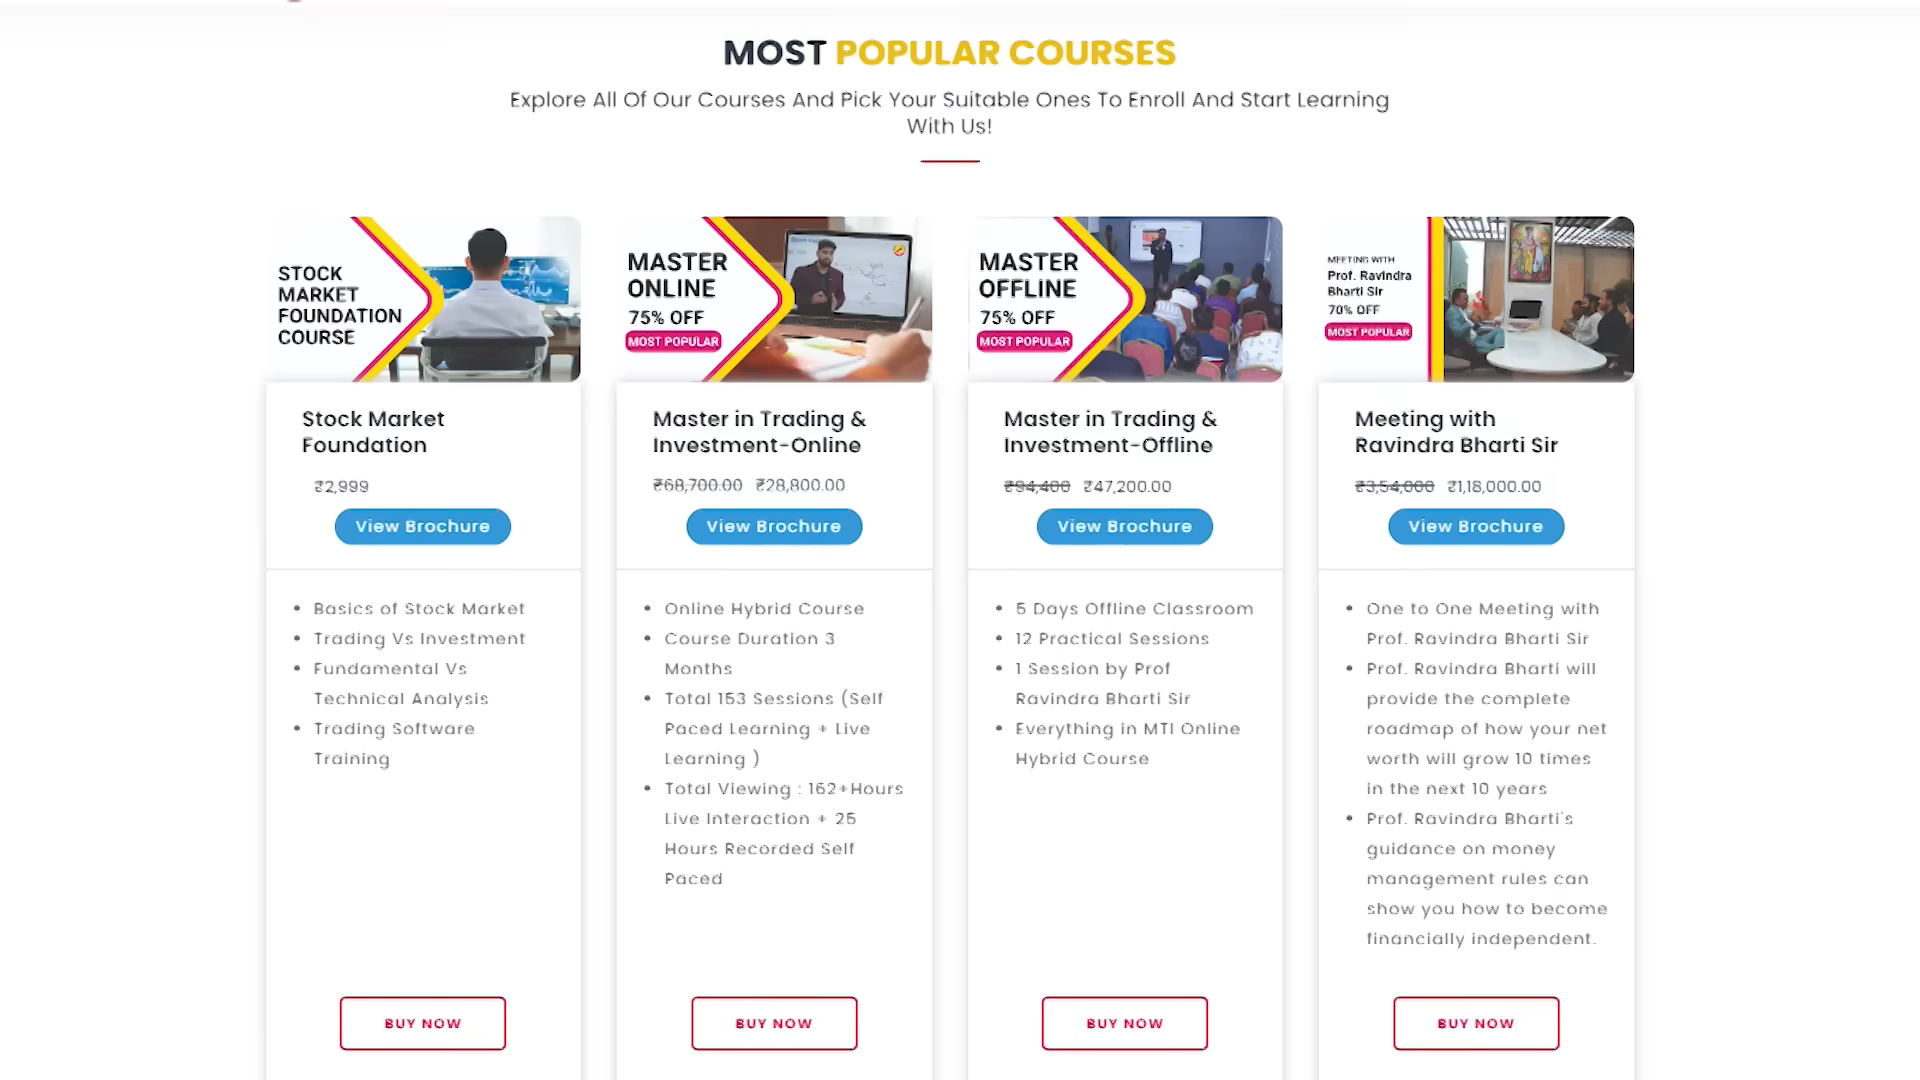 MOST POPULAR COURSES
Explore All Of Our Courses And Pick Your Suitable Ones To Enroll And Start Learning
With Us!
STOCK
MARKET
FOUNDATION
COURSE
Stock Market
Foundation
₹2,999
View Brochure
• Basics of Stock Market
• Trading Vs Investment
• Fundamental Vs
Technical Analysis
• Trading Software
Training
BUY NOW
MASTER
ONLINE
75% OFF
MOST POPULAR
Master in Trading &
Investment-Online
₹68,700.00 ₹28,800.00
View Brochure
• Online Hybrid Course
• Course Duration 3
Months
• Total 153 Sessions (Self
Paced Learning + Live
Learning )
• Total Viewing : 162+Hours
Live Interaction + 25
Hours Recorded Self
Paced
BUY NOW
MASTER
OFFLINE
75% OFF
MOST POPULAR
Master in Trading &
Investment-Offline
₹94,400 ₹47,200.00
View Brochure
• 5 Days Offline Classroom
• 12 Practical Sessions
• 1 Session by Prof
Ravindra Bharti Sir
• Everything in MTI Online
Hybrid Course
BUY NOW
MEETING WITH
Prof. Ravindra
Bharti Sir
70% OFF
MOST POPULAR
Meeting with
Ravindra Bharti Sir
₹3,54,000 ₹1,18,000.00
View Brochure
• One to One Meeting with
Prof. Ravindra Bharti Sir
• Prof. Ravindra Bharti will
provide the complete
roadmap of how your net
worth will grow 10 times
in the next 10 years
• Prof. Ravindra Bharti's
guidance on money
management rules can
show you how to become
financially independent.
BUY NOW